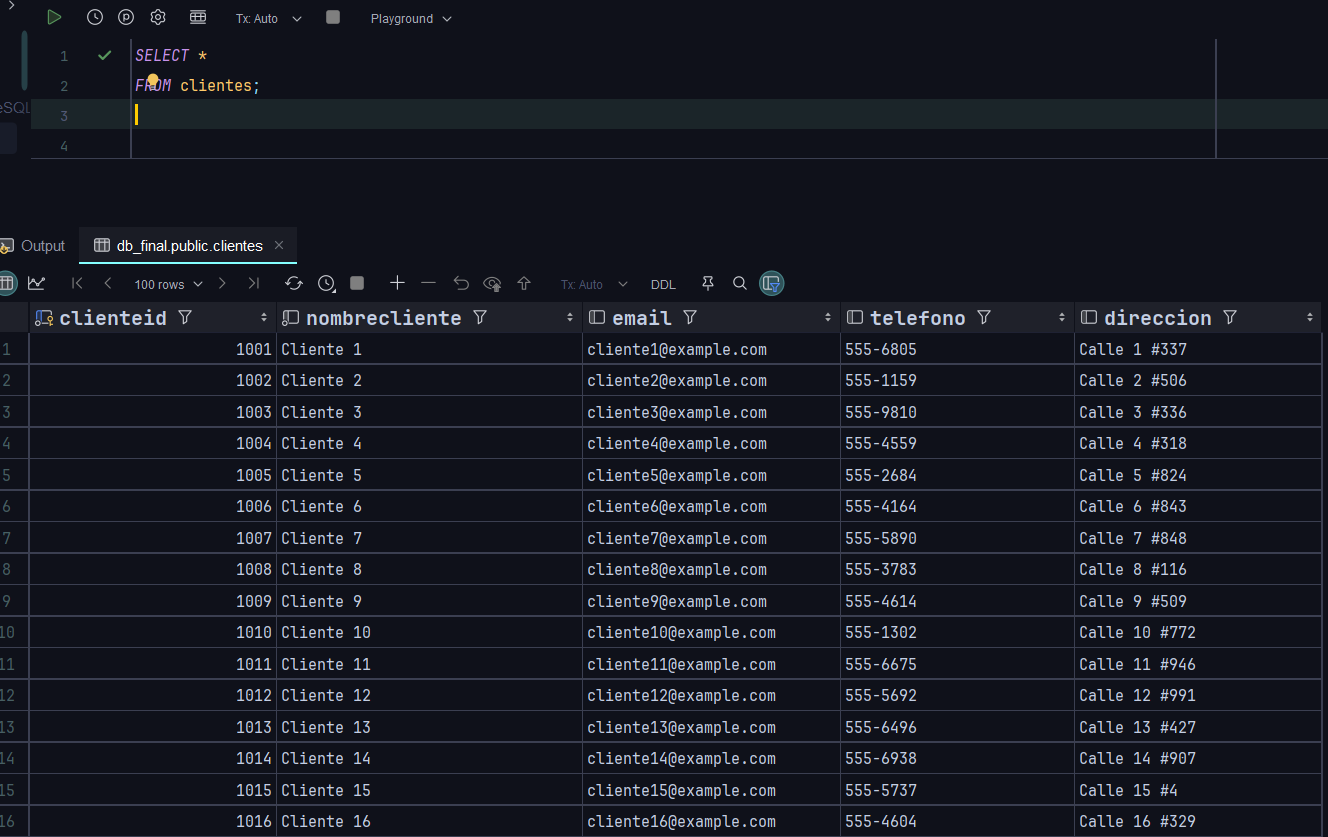 Tx: Auto Playground
1 SELECT *
2 FROM clientes;
3
4
eSQL
Output db_final.public.clientes
100 rows Tx: Auto DDL
clienteid nombrecliente email telefono direccion
1 1001 Cliente 1 cliente1@example.com 555-6805 Calle 1 #337
2 1002 Cliente 2 cliente2@example.com 555-1159 Calle 2 #506
3 1003 Cliente 3 cliente3@example.com 555-9810 Calle 3 #336
4 1004 Cliente 4 cliente4@example.com 555-4559 Calle 4 #318
5 1005 Cliente 5 cliente5@example.com 555-2684 Calle 5 #824
6 1006 Cliente 6 cliente6@example.com 555-4164 Calle 6 #843
7 1007 Cliente 7 cliente7@example.com 555-5890 Calle 7 #848
8 1008 Cliente 8 cliente8@example.com 555-3783 Calle 8 #116
9 1009 Cliente 9 cliente9@example.com 555-4614 Calle 9 #509
10 1010 Cliente 10 cliente10@example.com 555-1302 Calle 10 #772
11 1011 Cliente 11 cliente11@example.com 555-6675 Calle 11 #946
12 1012 Cliente 12 cliente12@example.com 555-5692 Calle 12 #991
13 1013 Cliente 13 cliente13@example.com 555-6496 Calle 13 #427
14 1014 Cliente 14 cliente14@example.com 555-6938 Calle 14 #907
15 1015 Cliente 15 cliente15@example.com 555-5737 Calle 15 #4
16 1016 Cliente 16 cliente16@example.com 555-4604 Calle 16 #329